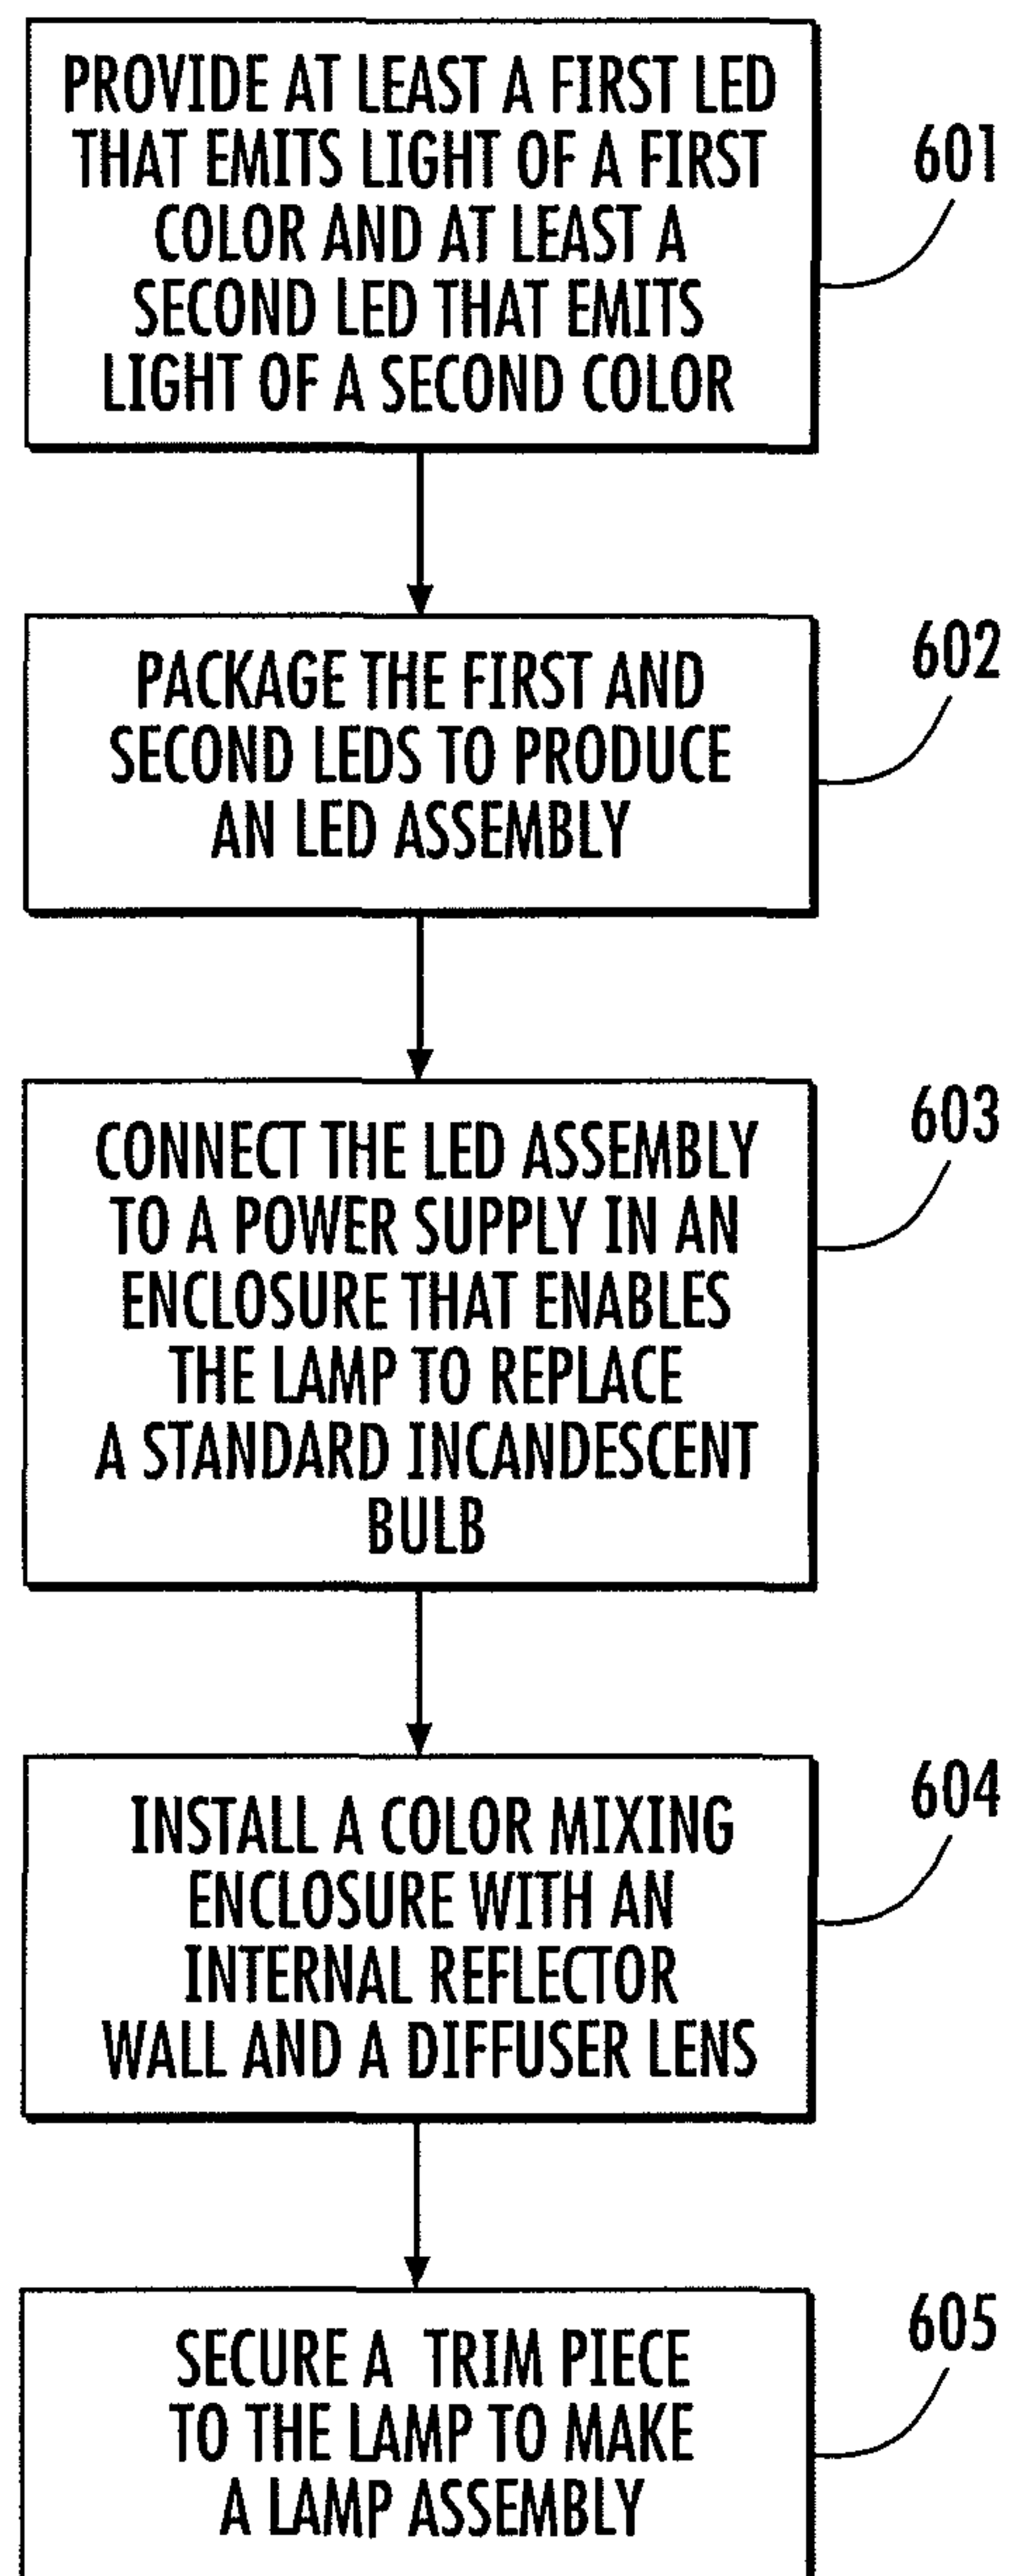 PROVIDE AT LEAST A FIRST LED
THAT EMITS LIGHT OF A FIRST
COLOR AND AT LEAST A
SECOND LED THAT EMITS
LIGHT OF A SECOND COLOR
601
PACKAGE THE FIRST AND
SECOND LEDS TO PRODUCE
AN LED ASSEMBLY
602
CONNECT THE LED ASSEMBLY
TO A POWER SUPPLY IN AN
ENCLOSURE THAT ENABLES
THE LAMP TO REPLACE
A STANDARD INCANDESCENT
BULB
603
INSTALL A COLOR MIXING
ENCLOSURE WITH AN
INTERNAL REFLECTOR
WALL AND A DIFFUSER LENS
604
SECURE A TRIM PIECE
TO THE LAMP TO MAKE
A LAMP ASSEMBLY
605